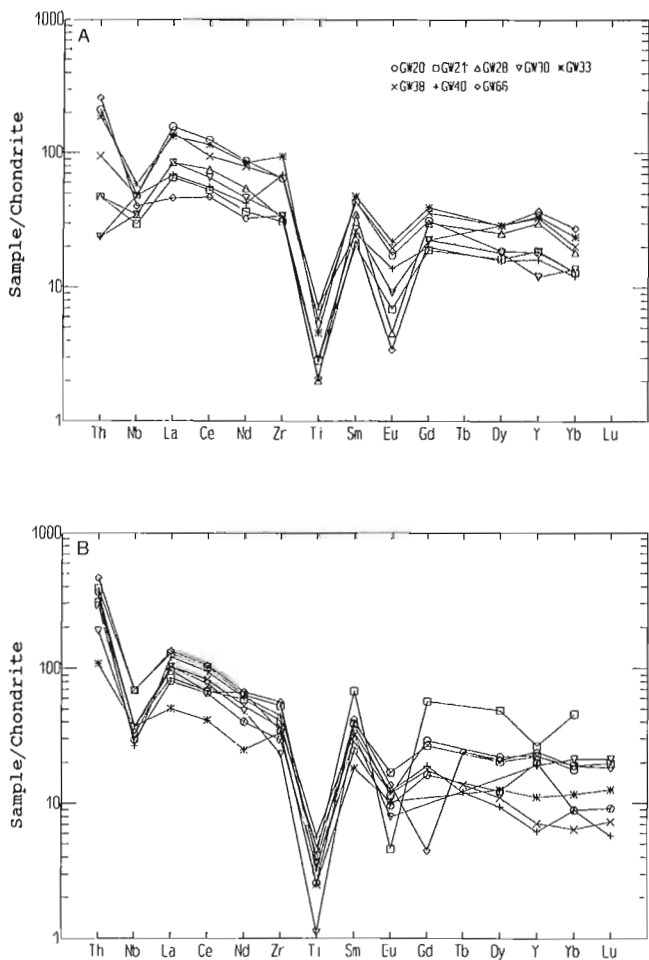 1000
A
○GW20 □GW21 △GW28 ▽GW30 ✳GW33
×GW38 +GW40 ◇GW66
100
Sample/Chondrite
10
1
Th Nb La Ce Nd Zr Ti Sm Eu Gd Tb Dy Y Yb Lu
1000
B
100
Sample/Chondrite
10
1
Th Nb La Ce Nd Zr Ti Sm Eu Gd Tb Dy Y Yb Lu